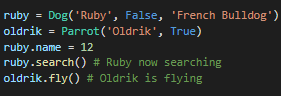 ruby = Dog('Ruby', False, 'French Bulldog')
oldrik = Parrot('Oldrik', True)
ruby.name = 12
ruby.search() # Ruby now searching
oldrik.fly() # Oldrik is flying